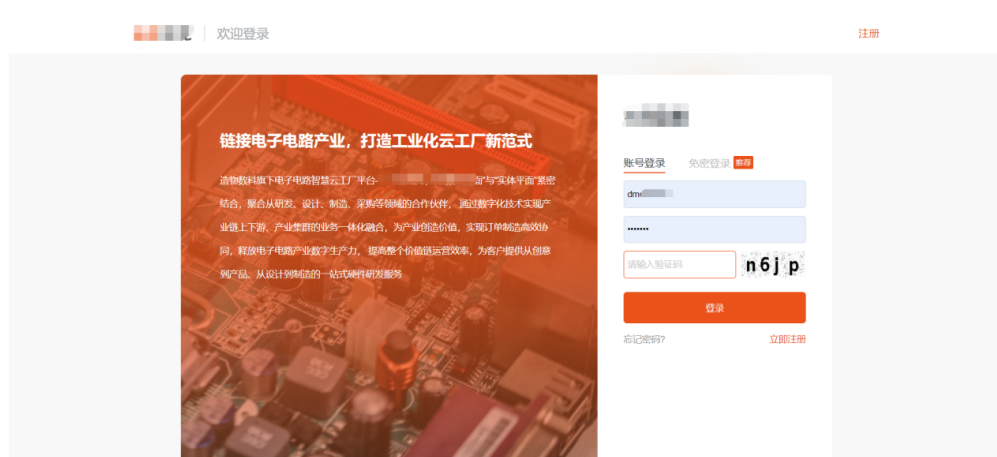 欢迎登录
注册
链接电子电路产业，打造工业化云工厂新范式
造物数科旗下电子电路智慧云工厂平台- 面"与"实体平面"紧密
结合，聚合从研发、设计、制造、采购等领域的合作伙伴，通过数字化技术实现产
业链上下游、产业集群的业务一体化融合，为产业创造价值，实现订单制造高效协
同，释放电子电路产业数字生产力，提高整个价值链运营效率，为客户提供从创意
到产品、从设计到制造的一站式硬件研发服务
账号登录
免密登录 推荐
dm
•••••••
请输入验证码
n6jp
登录
忘记密码?
立即注册